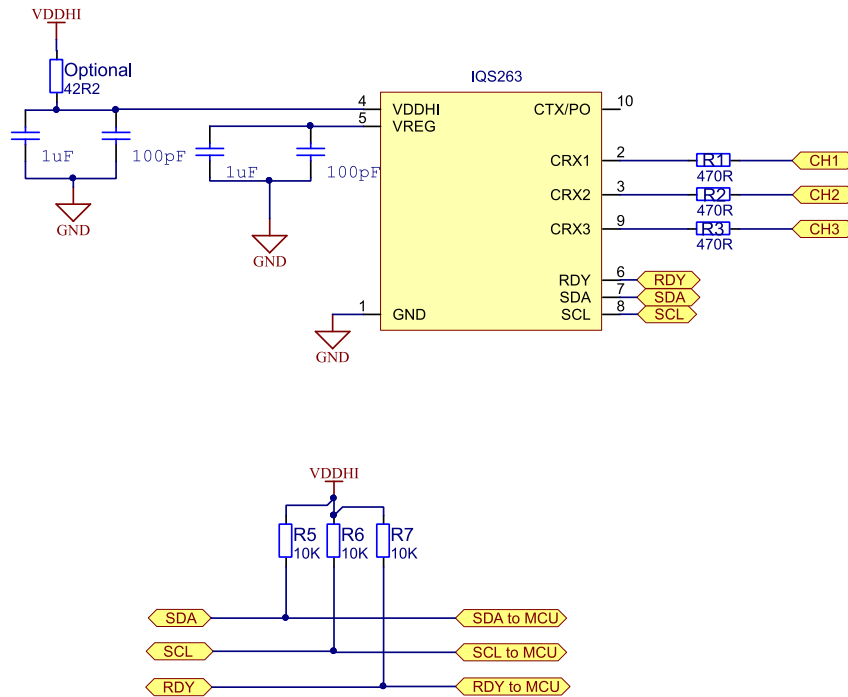 VDDHI
Optional
42R2
1uF
100pF
GND
1uF
100pF
GND
IQS263
4
VDDHI
5
VREG
1
GND
GND
CTX/PO
10
CRX1
2
R1
470R
CH1
CRX2
3
R2
470R
CH2
CRX3
9
R3
470R
CH3
RDY
6
RDY
SDA
7
SDA
SCL
8
SCL
VDDHI
R5
10K
R6
10K
R7
10K
SDA
SDA to MCU
SCL
SCL to MCU
RDY
RDY to MCU